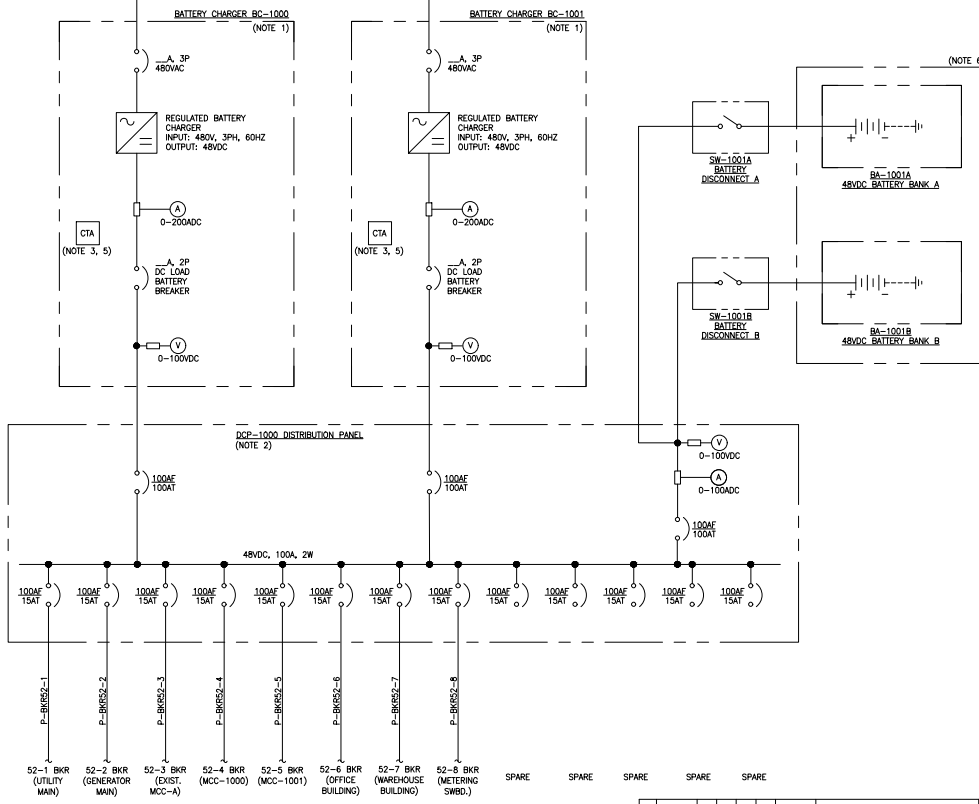 BATTERY CHARGER BC-1000
(NOTE 1)
__A, 3P
480VAC
REGULATED BATTERY
CHARGER
INPUT: 480V, 3PH, 60HZ
OUTPUT: 48VDC
A
0-200ADC
CTA
(NOTE 3, 5)
__A, 2P
DC LOAD
BATTERY
BREAKER
V
0-100VDC
BATTERY CHARGER BC-1001
(NOTE 1)
__A, 3P
480VAC
REGULATED BATTERY
CHARGER
INPUT: 480V, 3PH, 60HZ
OUTPUT: 48VDC
A
0-200ADC
CTA
(NOTE 3, 5)
__A, 2P
DC LOAD
BATTERY
BREAKER
V
0-100VDC
(NOTE 6
SW-1001A
BATTERY
DISCONNECT A
+ -
BA-1001A
48VDC BATTERY BANK A
SW-1001B
BATTERY
DISCONNECT B
+ -
BA-1001B
48VDC BATTERY BANK B
DCP-1000 DISTRIBUTION PANEL
(NOTE 2)
100AF
100AT
100AF
100AT
V
0-100VDC
A
0-100ADC
100AF
100AT
48VDC, 100A, 2W
100AF
15AT
100AF
15AT
100AF
15AT
100AF
15AT
100AF
15AT
100AF
15AT
100AF
15AT
100AF
15AT
100AF
15AT
100AF
15AT
100AF
15AT
100AF
15AT
100AF
15AT
P-BKR52-1
P-BKR52-2
P-BKR52-3
P-BKR52-4
P-BKR52-5
P-BKR52-6
P-BKR52-7
P-BKR52-8
52-1 BKR
(UTILITY
MAIN)
52-2 BKR
(GENERATOR
MAIN)
52-3 BKR
(EXIST.
MCC-A)
52-4 BKR
(MCC-1000)
52-5 BKR
(MCC-1001)
52-6 BKR
(OFFICE
BUILDING)
52-7 BKR
(WAREHOUSE
BUILDING)
52-8 BKR
(METERING
SWBD.)
SPARE
SPARE
SPARE
SPARE
SPARE